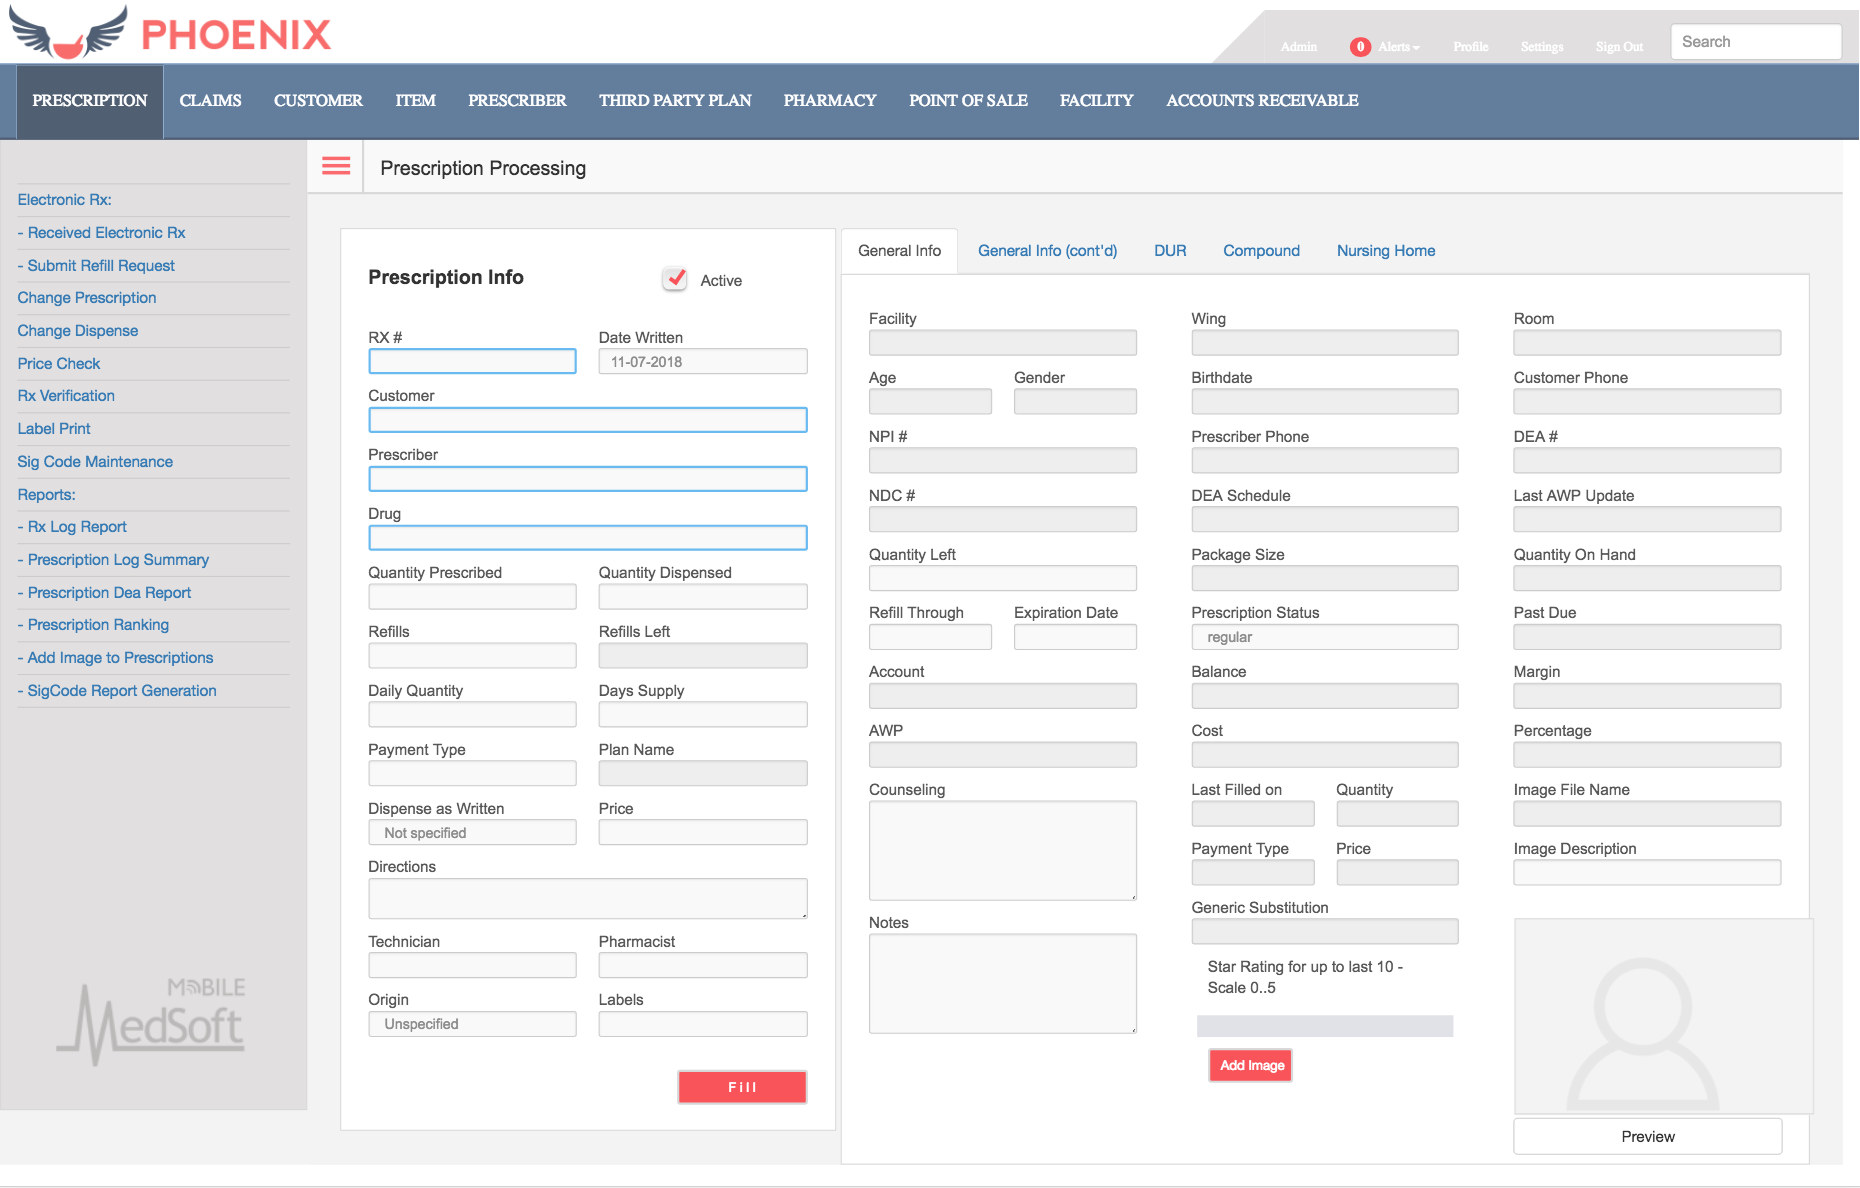 PHOENIX
Admin 0 Alerts Profile Settings Sign Out Search
PRESCRIPTION CLAIMS CUSTOMER ITEM PRESCRIBER THIRD PARTY PLAN PHARMACY POINT OF SALE FACILITY ACCOUNTS RECEIVABLE
Electronic Rx:
- Received Electronic Rx
- Submit Refill Request
Change Prescription
Change Dispense
Price Check
Rx Verification
Label Print
Sig Code Maintenance
Reports:
- Rx Log Report
- Prescription Log Summary
- Prescription Dea Report
- Prescription Ranking
- Add Image to Prescriptions
- SigCode Report Generation
MOBILE
MedSoft
Prescription Processing
Prescription Info Active
RX # Date Written
11-07-2018
Customer
Prescriber
Drug
Quantity Prescribed Quantity Dispensed
Refills Refills Left
Daily Quantity Days Supply
Payment Type Plan Name
Dispense as Written Price
Not specified
Directions
Technician Pharmacist
Origin Labels
Unspecified
Fill
General Info General Info (cont'd) DUR Compound Nursing Home
Facility Wing Room
Age Gender Birthdate Customer Phone
NPI # Prescriber Phone DEA #
NDC # DEA Schedule Last AWP Update
Quantity Left Package Size Quantity On Hand
Refill Through Expiration Date Prescription Status Past Due
regular
Account Balance Margin
AWP Cost Percentage
Counseling Last Filled on Quantity Image File Name
Payment Type Price Image Description
Generic Substitution
Notes
Star Rating for up to last 10 -
Scale 0..5
Add Image
Preview